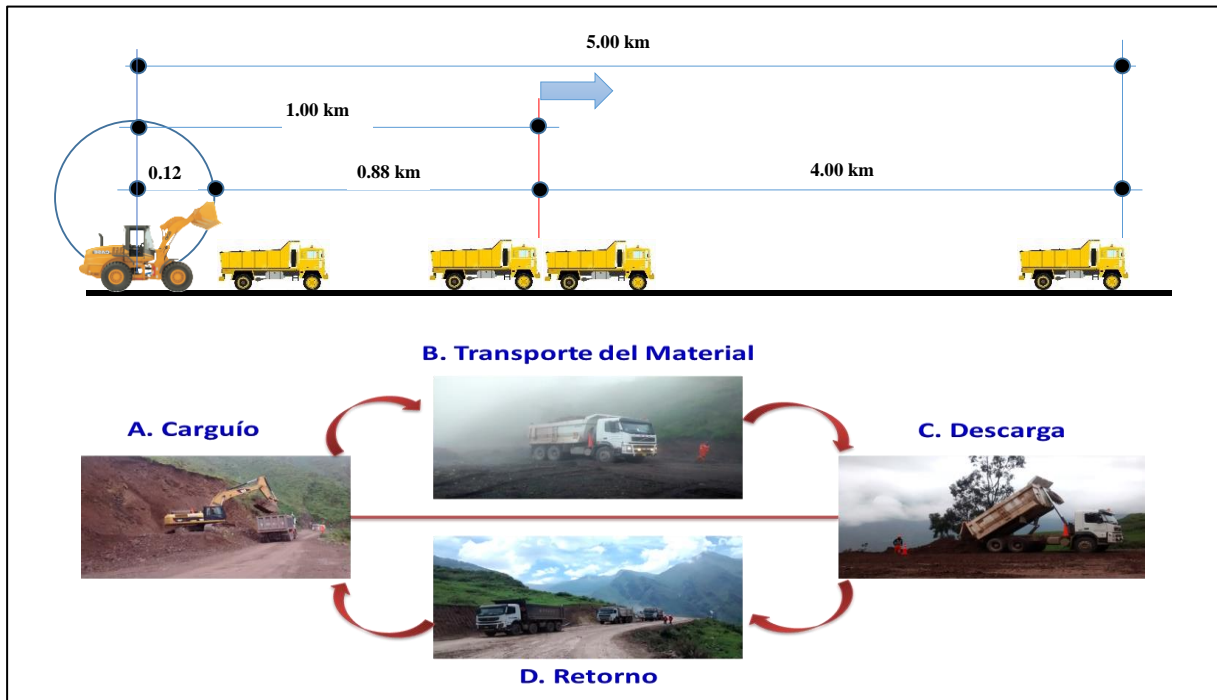 5.00 km
1.00 km
0.12
0.88 km
4.00 km
B. Transporte del Material
A. Carguío
C. Descarga
D. Retorno